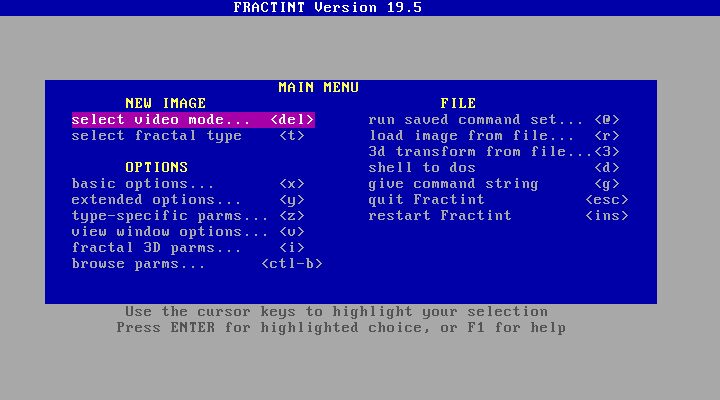 FRACTINT Version 19.5
MAIN MENU
NEW IMAGE
select video mode... <del>
select fractal type <t>
OPTIONS
basic options... <x>
extended options... <y>
type-specific parms... <z>
view window options... <v>
fractal 3D parms... <i>
browse parms... <ctl-b>
FILE
run saved command set... <@>
load image from file... <r>
3d transform from file...<3>
shell to dos <d>
give command string <g>
quit Fractint <esc>
restart Fractint <ins>
Use the cursor keys to highlight your selection
Press ENTER for highlighted choice, or F1 for help